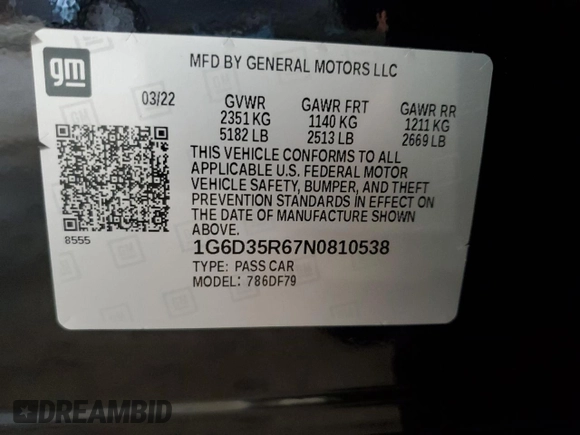 gm
MFD BY GENERAL MOTORS LLC
03/22 GVWR GAWR FRT GAWR RR
2351 KG 1140 KG 1211 KG
5182 LB 2513 LB 2669 LB
THIS VEHICLE CONFORMS TO ALL
APPLICABLE U.S. FEDERAL MOTOR
VEHICLE SAFETY, BUMPER, AND THEFT
PREVENTION STANDARDS IN EFFECT ON
THE DATE OF MANUFACTURE SHOWN
ABOVE.
8555
1G6D35R67N0810538
TYPE: PASS CAR
MODEL: 786DF79
DREAMBID